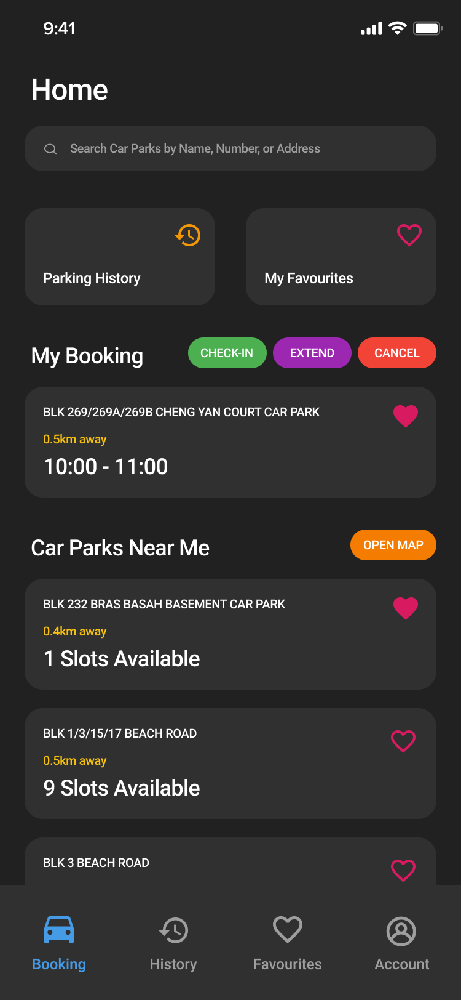 9:41
Home
Search Car Parks by Name, Number, or Address
Parking History
My Favourites
My Booking
CHECK-IN
EXTEND
CANCEL
BLK 269/269A/269B CHENG YAN COURT CAR PARK
0.5km away
10:00 - 11:00
Car Parks Near Me
OPEN MAP
BLK 232 BRAS BASAH BASEMENT CAR PARK
0.4km away
1 Slots Available
BLK 1/3/15/17 BEACH ROAD
0.5km away
9 Slots Available
BLK 3 BEACH ROAD
Booking
History
Favourites
Account